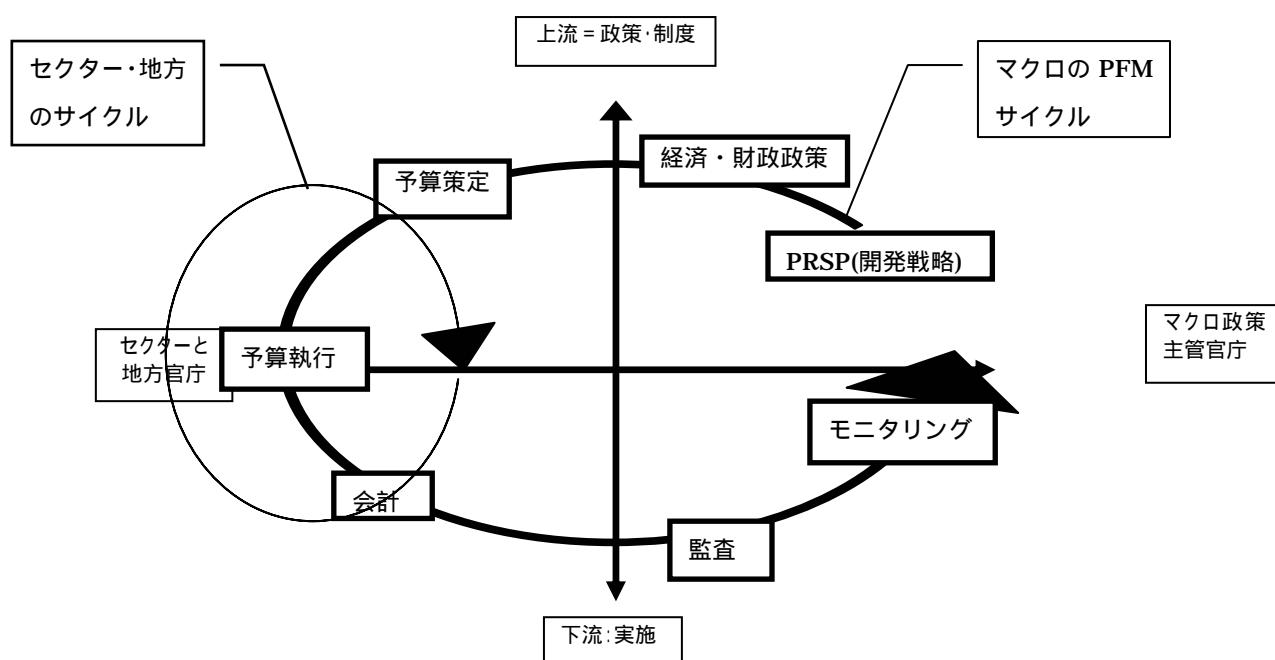 上流=政策·制度
セクター・地方
のサイクル
マクロの PFM
サイクル
経済・財政政策
予算策定
PRSP(開発戦略)
マクロ政策
主管官庁
セクターと
地方官庁
予算執行
モニタリング
会計
監査
下流:実施